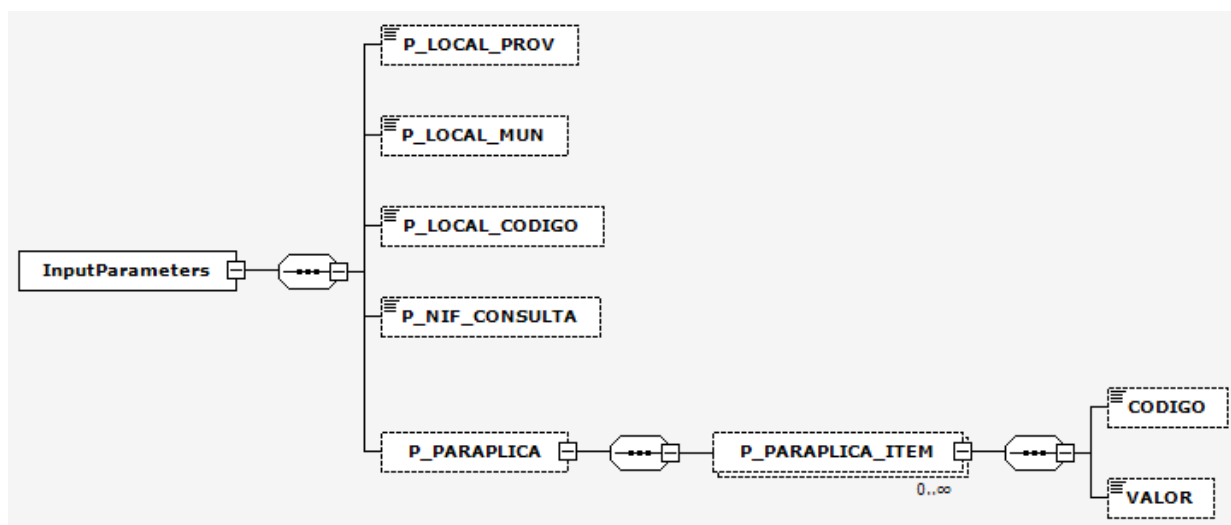 P_LOCAL_PROV
P_LOCAL_MUN
P_LOCAL_CODIGO
InputParameters
P_NIF_CONSULTA
CODIGO
P_PARAPLICA
P_PARAPLICA_ITEM
0..∞
VALOR